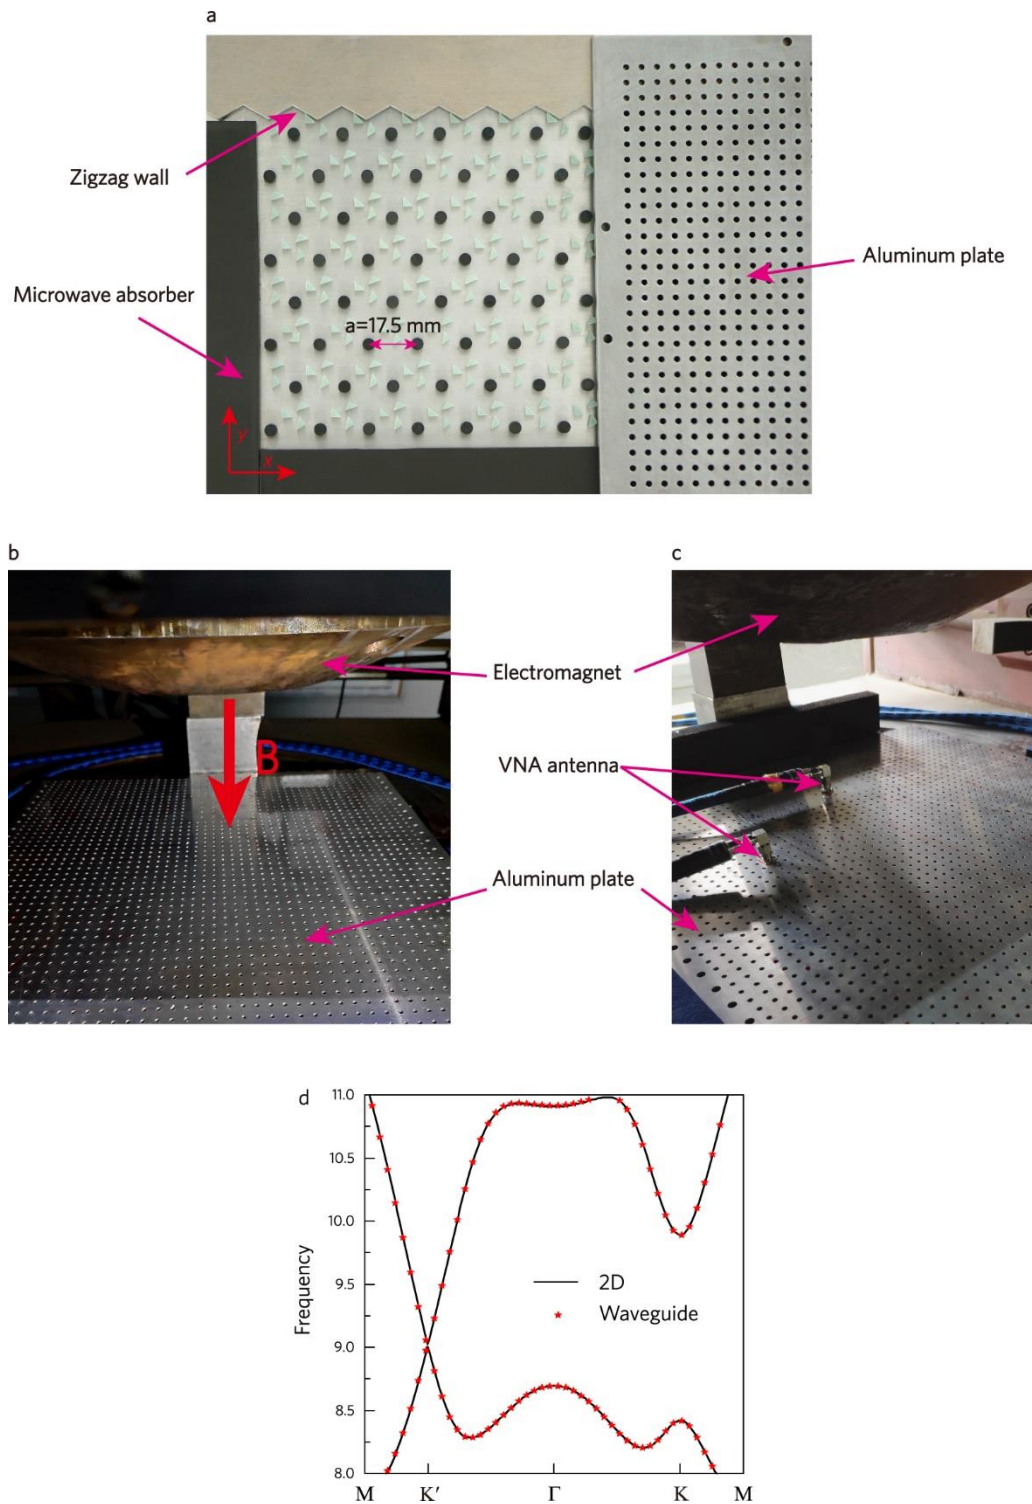 a
Zigzag wall
Aluminum plate
Microwave absorber
a=17.5 mm
Y
X
b
c
Electromagnet
B
VNA antenna
Aluminum plate
d
11.0
10.5
10.0
9.5
9.0
8.5
8.0
Frequency
2D
Waveguide
M
K′
Γ
K
M